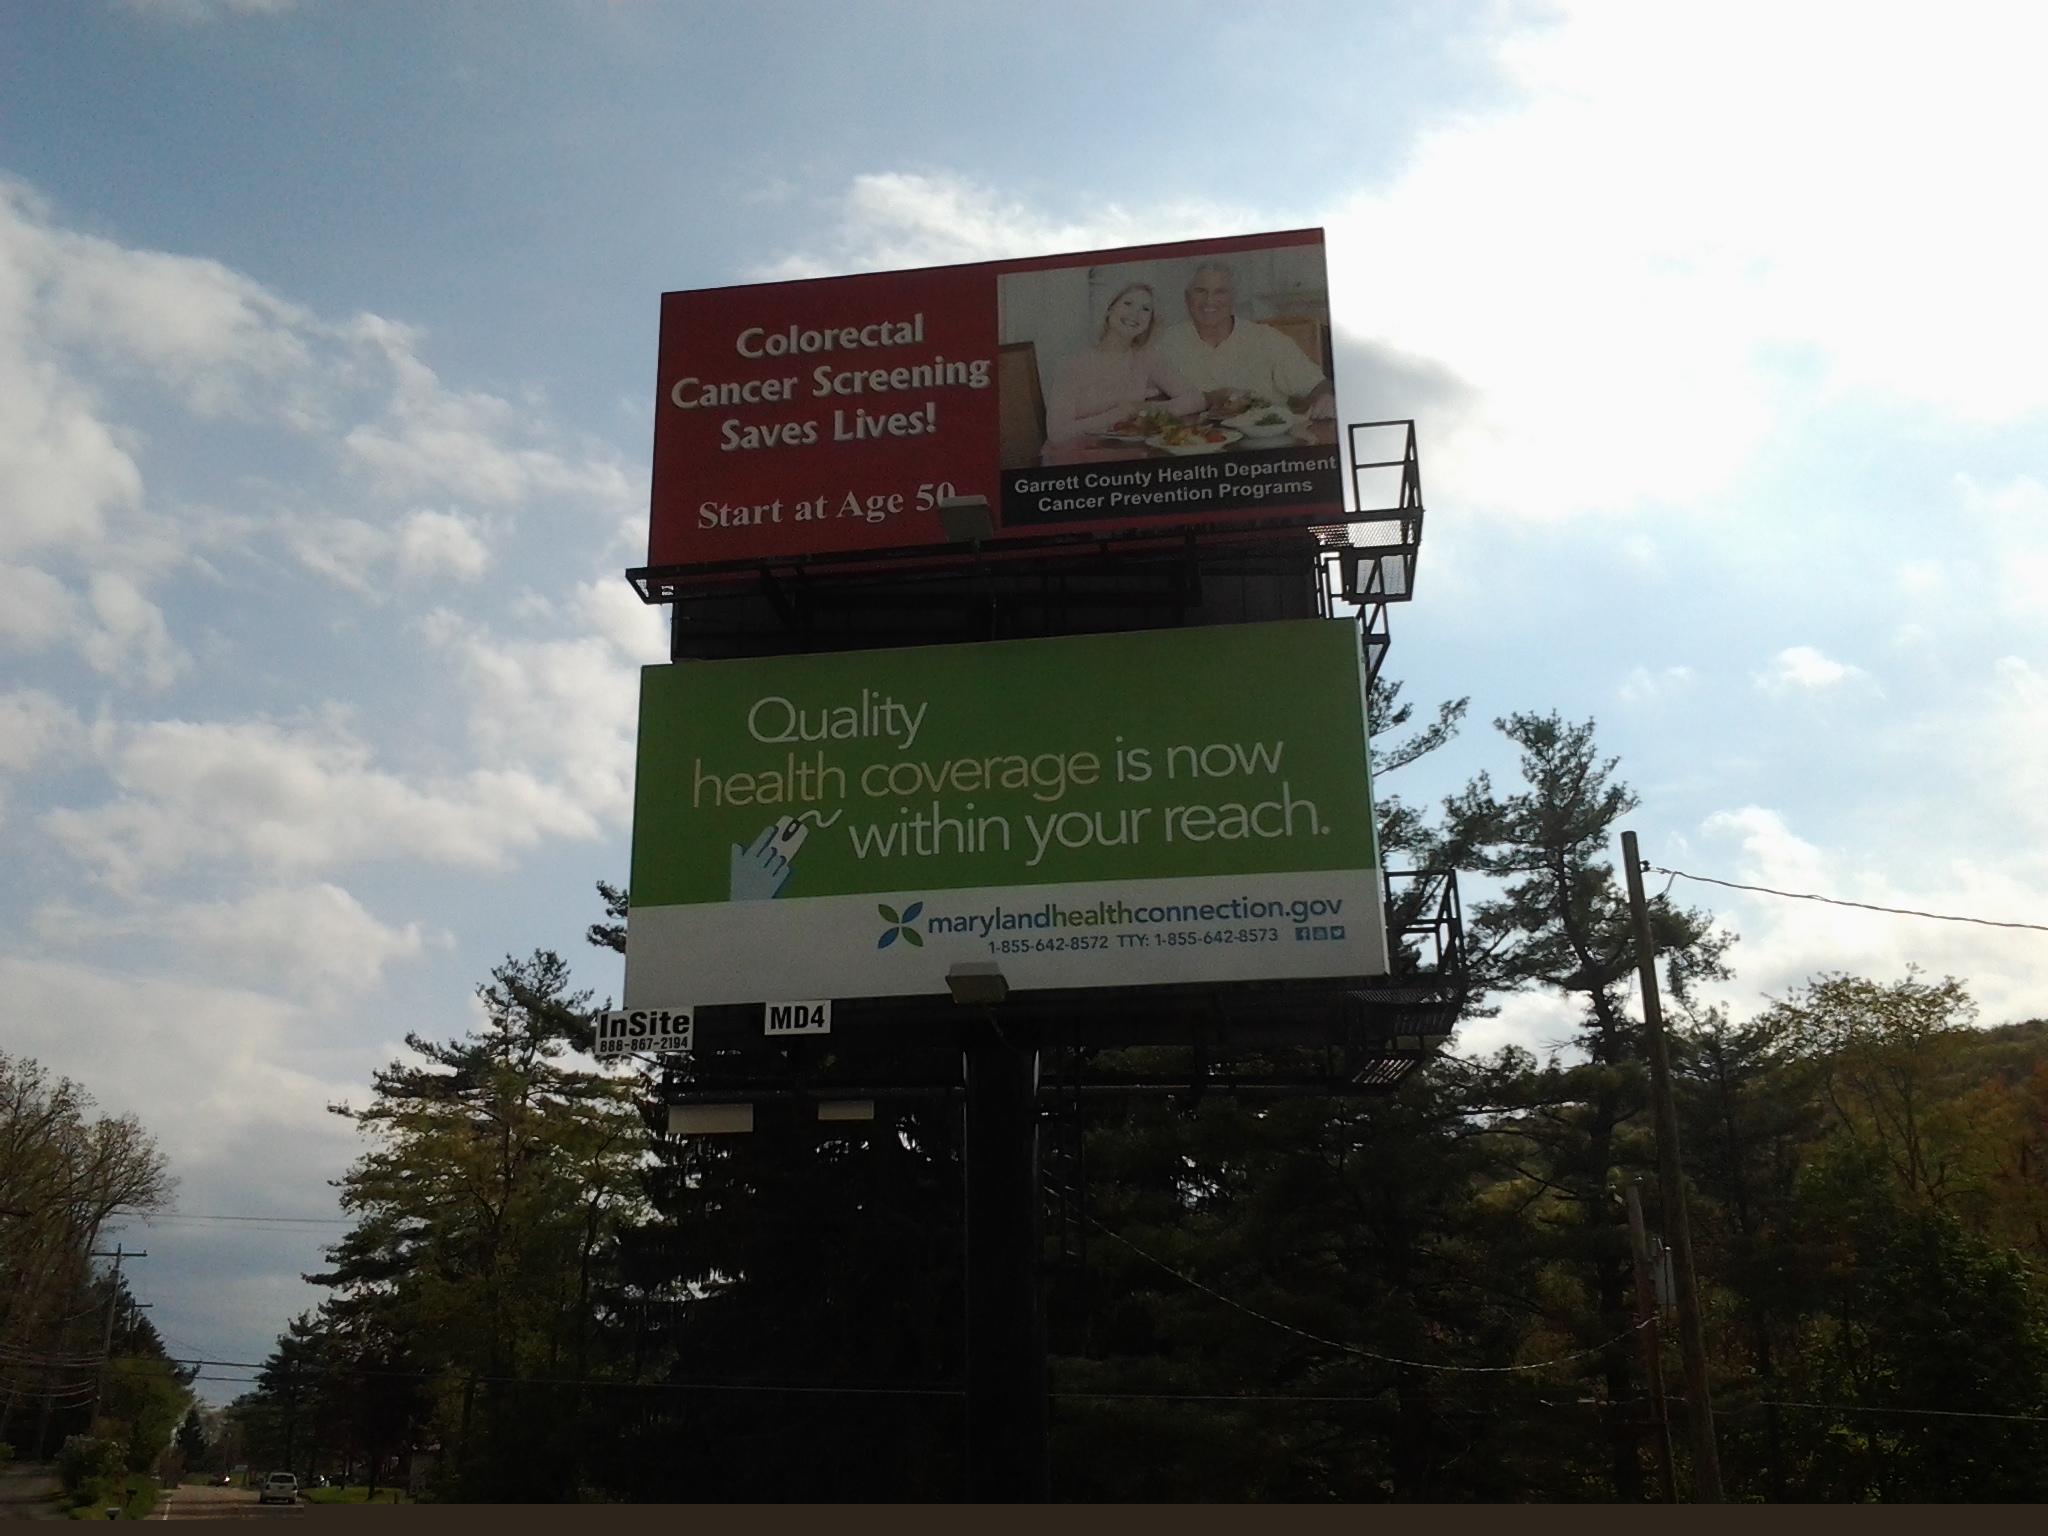 Colorectal
Cancer Screening
Saves Lives!
Start at Age 50
Garrett County Health Department
Cancer Prevention Programs
Quality
health coverage is now
within your reach.
marylandhealthconnection.gov
1-855-642-8572 TTY: 1-855-642-8573
InSite
888-867-2194
MD4